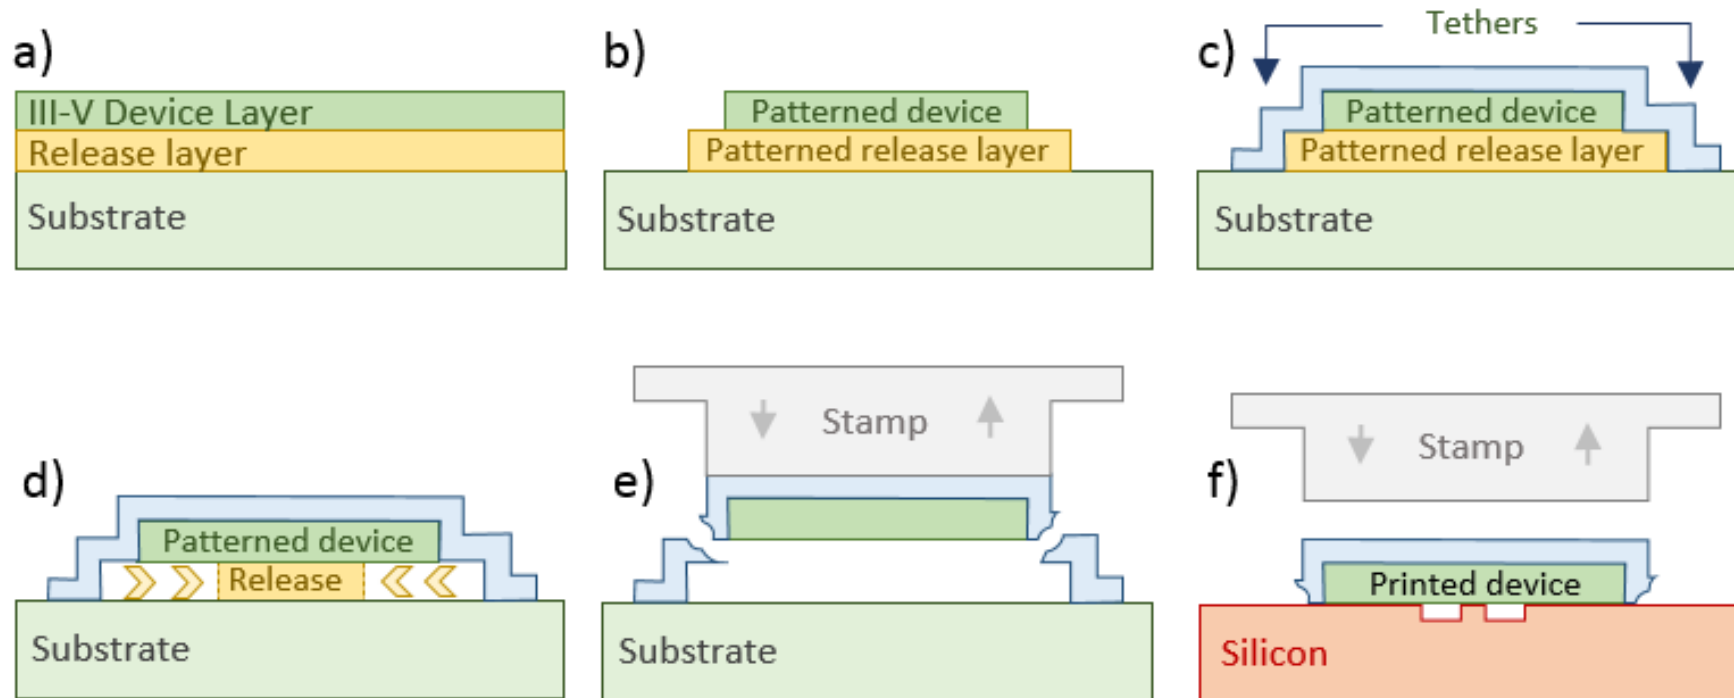 a)
III-V Device Layer
Release layer
Substrate
b)
Patterned device
Patterned release layer
Substrate
c)
Tethers
Patterned device
Patterned release layer
Substrate
d)
Patterned device
Release
Substrate
e)
Stamp
Substrate
f)
Stamp
Printed device
Silicon